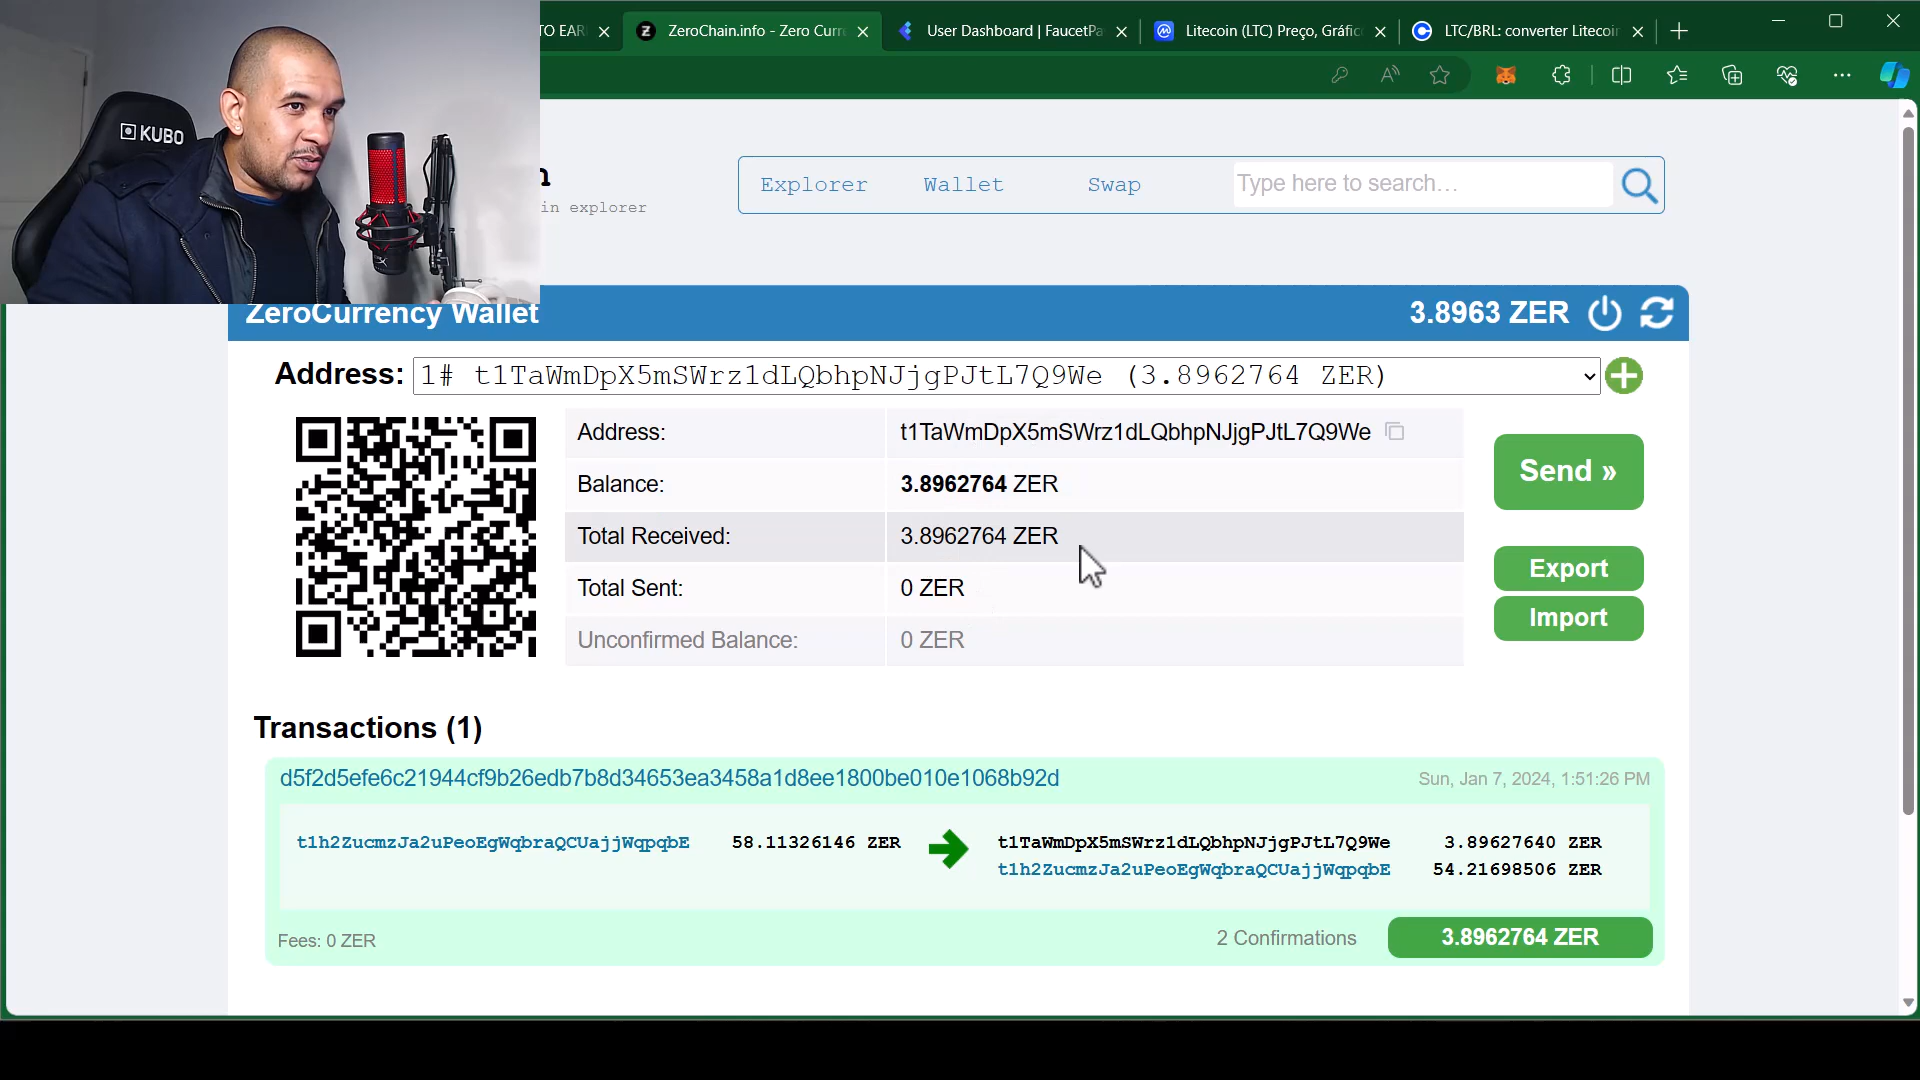 TO EAR
ZeroChain.info - Zero Curre
User Dashboard | FaucetPa
Litecoin (LTC) Preço, Gráfic
LTC/BRL: converter Litecoin
KUBO
n
in explorer
Explorer
Wallet
Swap
Type here to search...
ZeroCurrency Wallet
3.8963 ZER
Address:
1# t1TaWmDpX5mSWrz1dLQbhpNJjgPJtL7Q9We (3.8962764 ZER)
Address:
t1TaWmDpX5mSWrz1dLQbhpNJjgPJtL7Q9We
Balance:
3.8962764 ZER
Total Received:
3.8962764 ZER
Total Sent:
0 ZER
Unconfirmed Balance:
0 ZER
Send »
Export
Import
Transactions (1)
d5f2d5efe6c21944cf9b26edb7b8d34653ea3458a1d8ee1800be010e1068b92d
Sun, Jan 7, 2024, 1:51:26 PM
t1h2ZucmzJa2uPeoEgWqbraQCUajjWqpqbE
58.11326146 ZER
t1TaWmDpX5mSWrz1dLQbhpNJjgPJtL7Q9We
3.89627640 ZER
t1h2ZucmzJa2uPeoEgWqbraQCUajjWqpqbE
54.21698506 ZER
Fees: 0 ZER
2 Confirmations
3.8962764 ZER